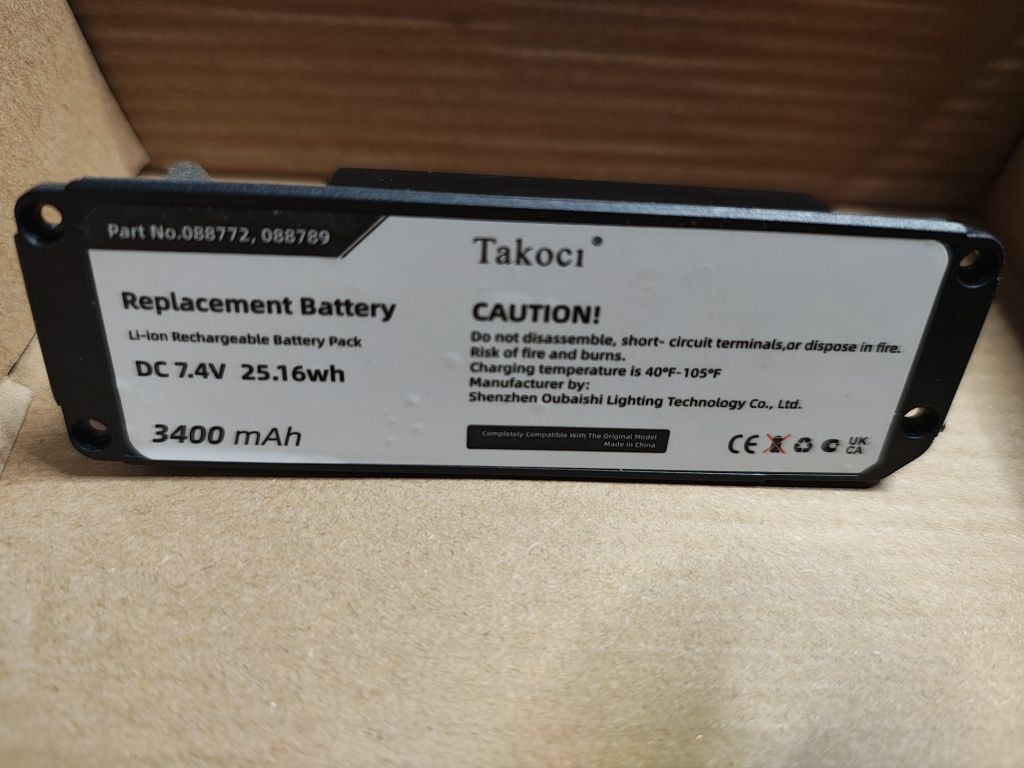 Part No.088772, 088789
Takocı®
Replacement Battery
Li-ion Rechargeable Battery Pack
DC 7.4V 25.16wh
3400 mAh
CAUTION!
Do not disassemble, short- circuit terminals,or dispose in fire.
Risk of fire and burns.
Charging temperature is 40°F-105°F
Manufacturer by:
Shenzhen Oubaishi Lighting Technology Co., Ltd.
Completely Compatible With The Original Model
Made in China
CE
UK
CA